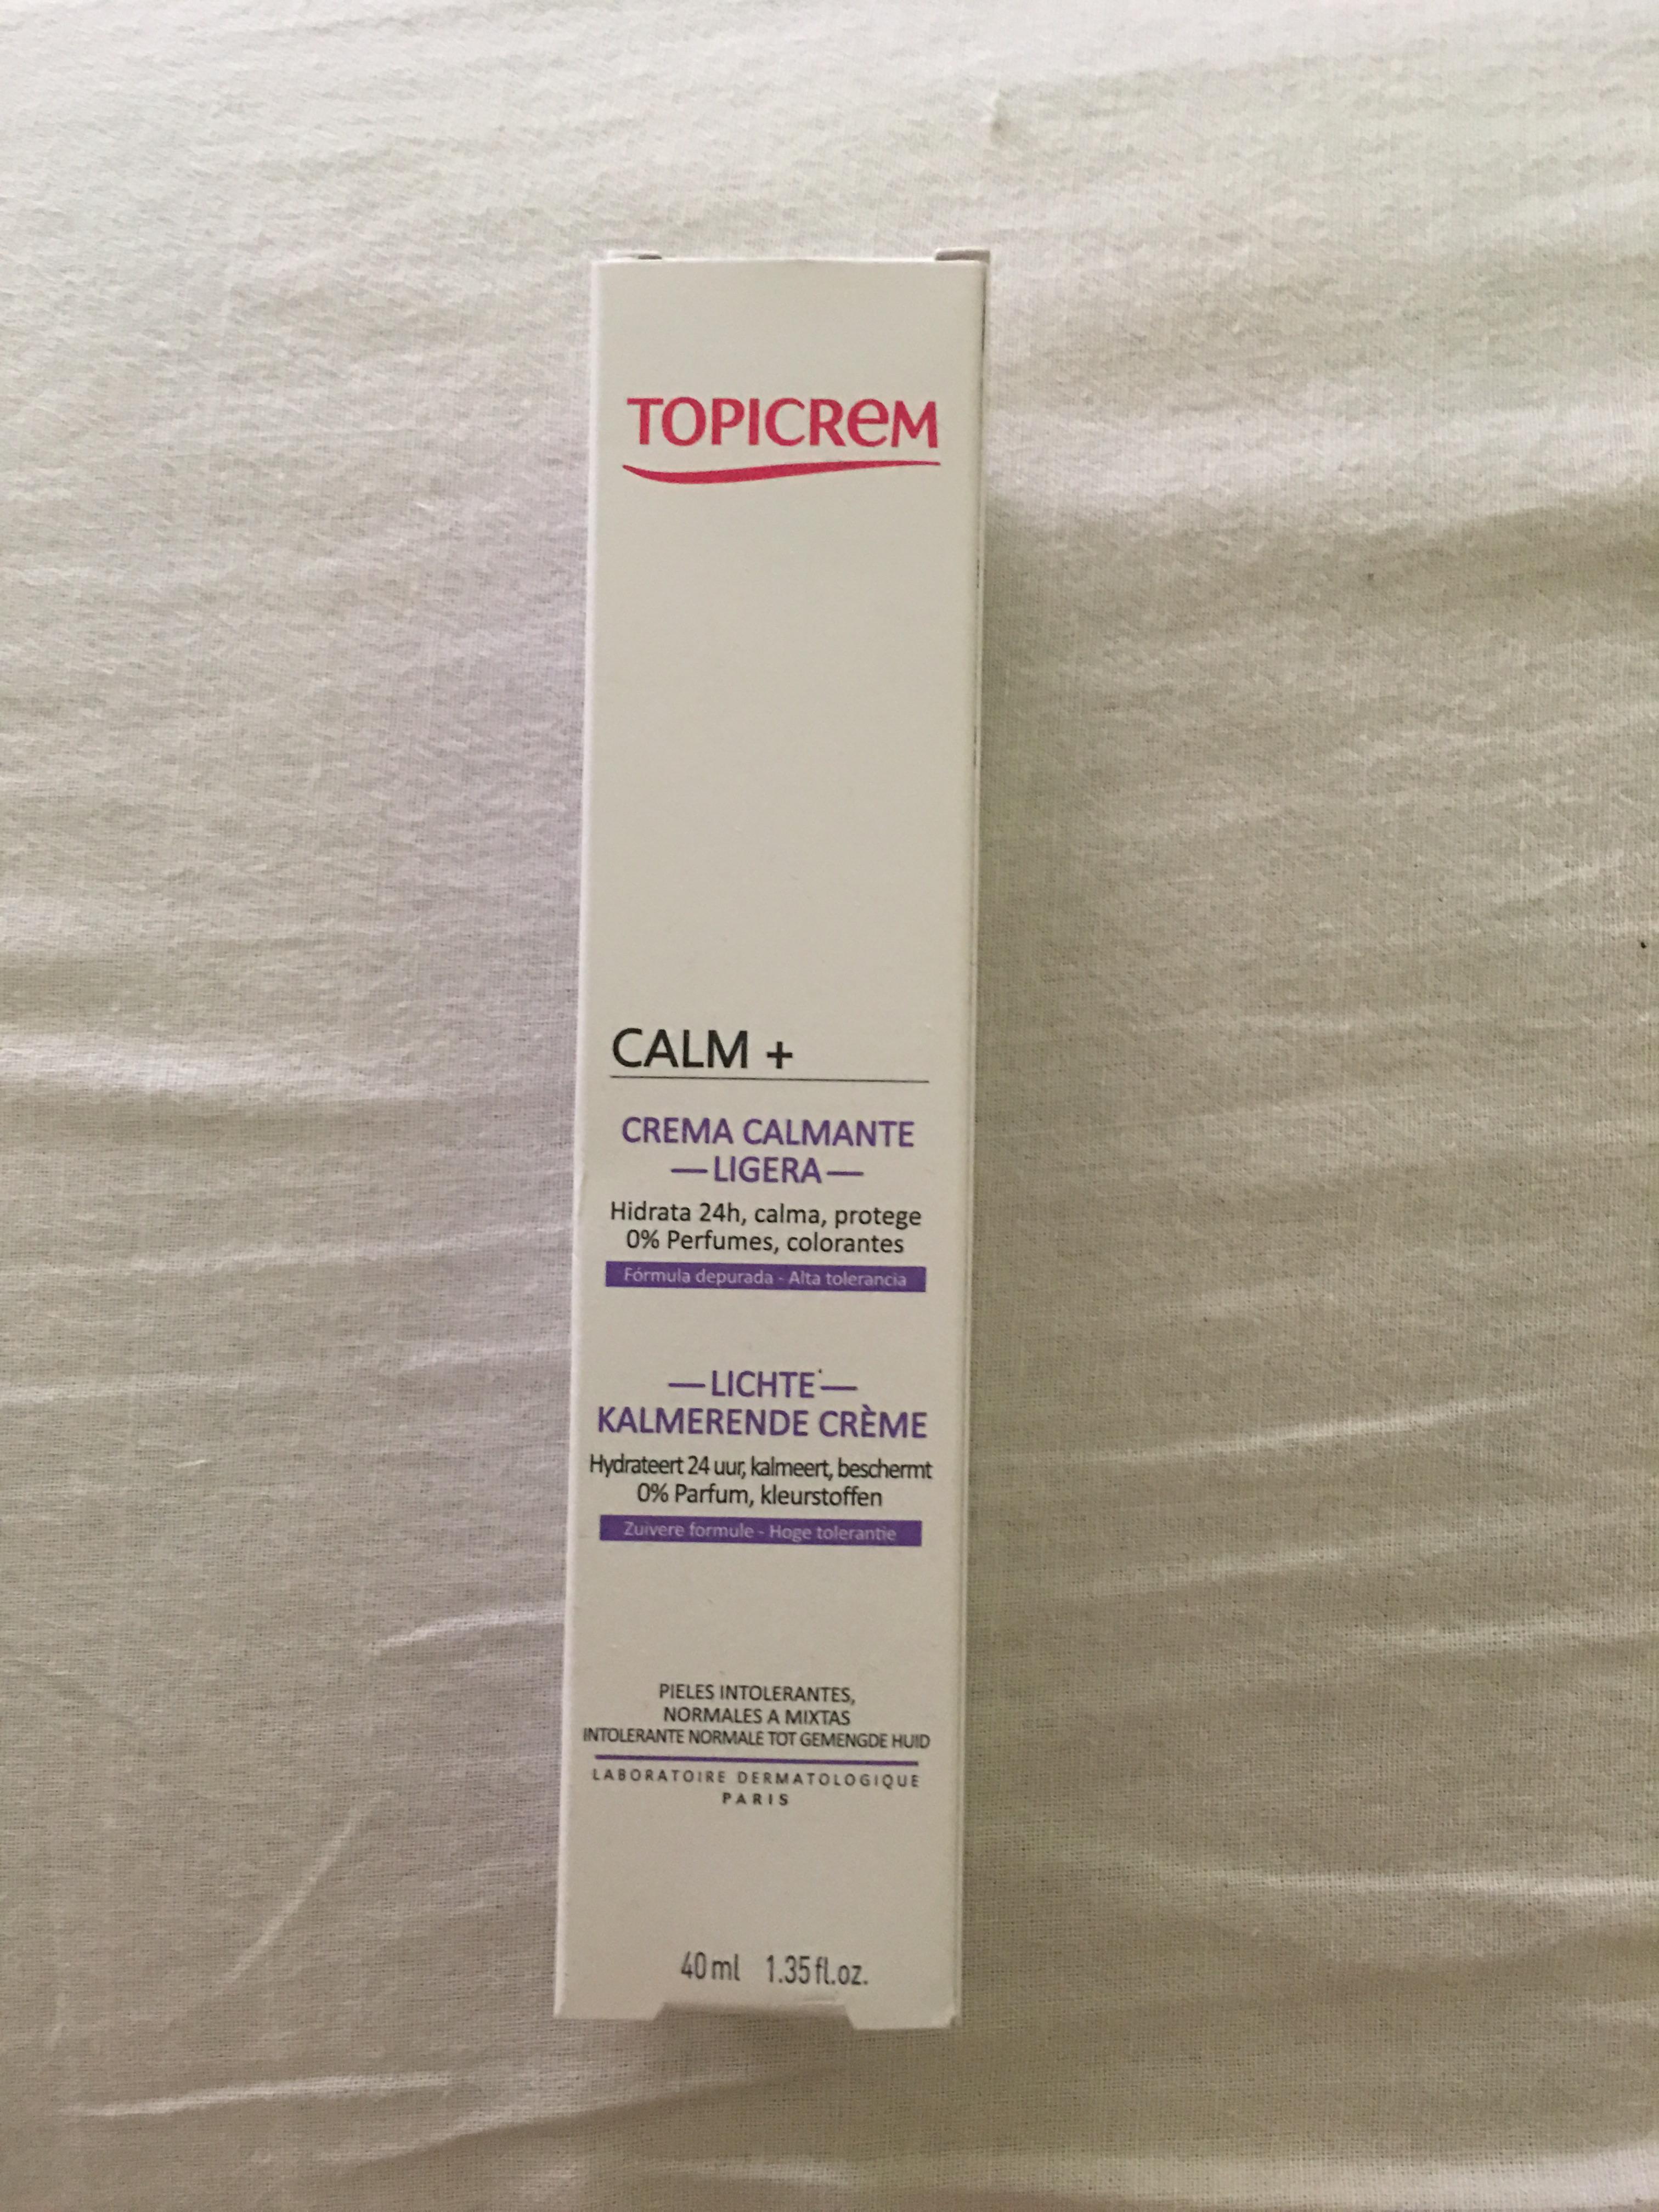 TOPICREM
CALM +
CREMA CALMANTE
—LIGERA—
Hidrata 24h, calma, protege
0% Perfumes, colorantes
Fórmula depurada - Alta tolerancia
—LICHTE—
KALMERENDE CRÈME
Hydrateert 24 uur, kalmeert, beschermt
0% Parfum, kleurstoffen
Zuivere formule - Hoge tolerantie
PIELES INTOLERANTES,
NORMALES A MIXTAS
INTOLERANTE NORMALE TOT GEMENGDE HUID
LABORATOIRE DERMATOLOGIQUE
PARIS
40 ml 1.35 fl.oz.